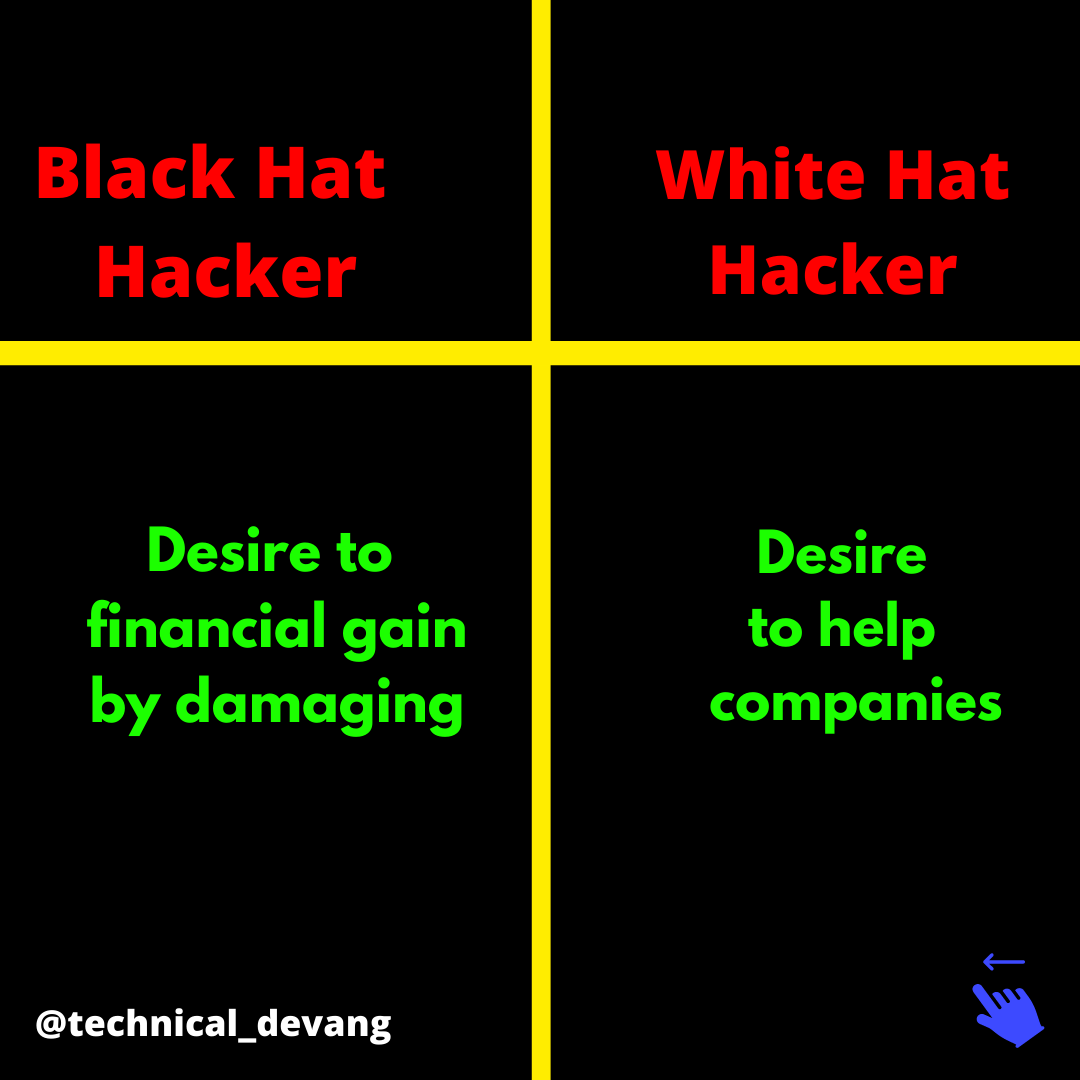 Black Hat
Hacker
White Hat
Hacker
Desire to
financial gain
by damaging
Desire
to help
companies
@technical_devang